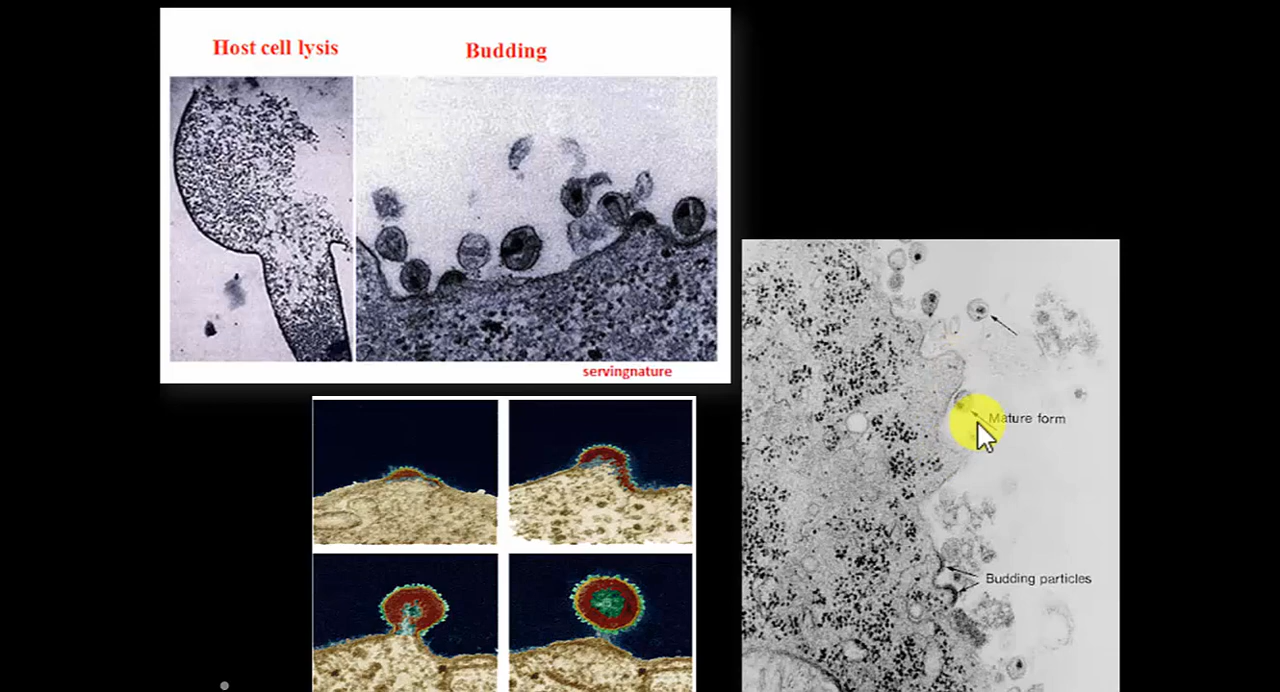 Host cell lysis
Budding
servingnature
Mature form
Budding particles